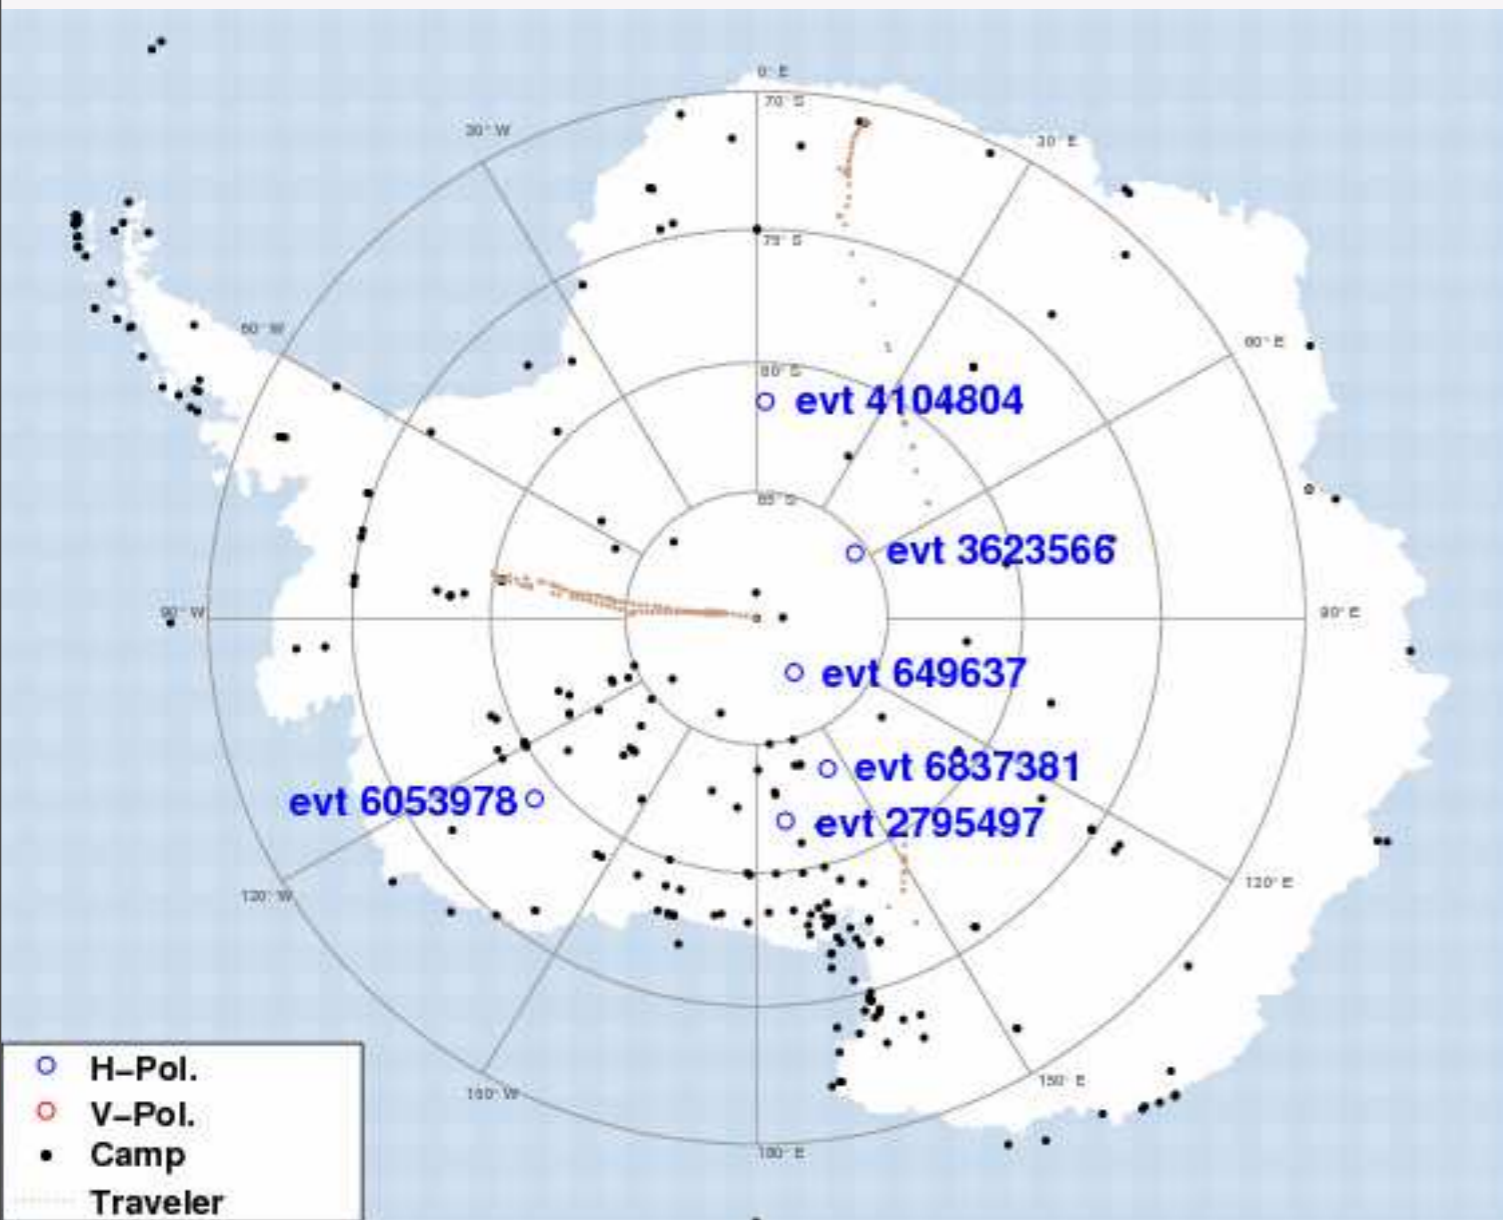 0° E
70° S
30° W
30° E
75° S
60° W
60° E
80° S
evt 4104804
85° S
evt 3623566
90° W
90° E
evt 649637
evt 6837381
evt 6053978
evt 2795497
120° W
120° E
150° W
150° E
180° E
H–Pol.
V–Pol.
Camp
Traveler